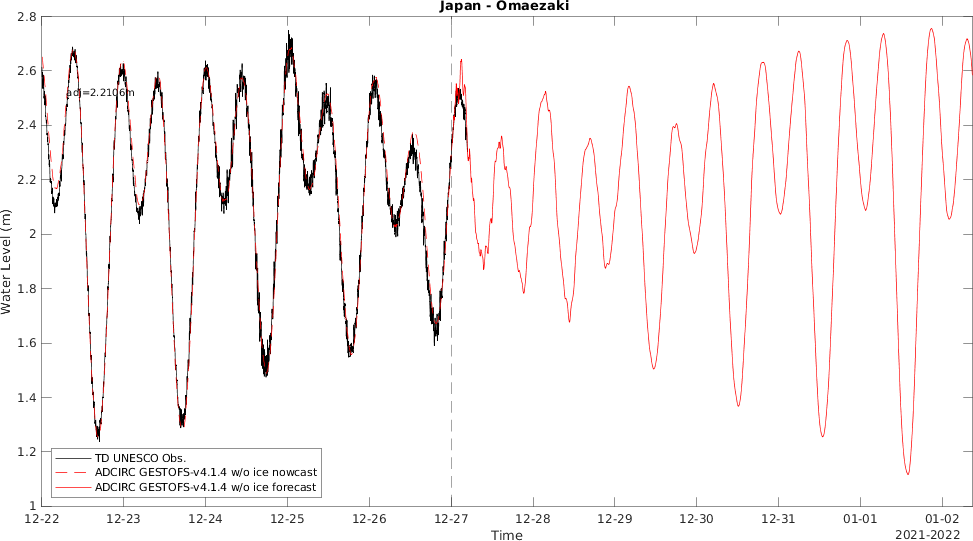 Japan - Omaezaki
2.8
2.6
2.4
2.2
2
1.8
1.6
1.4
1.2
1
Water Level (m)
adj=2.2106m
TD UNESCO Obs.
ADCIRC GESTOFS-v4.1.4 w/o ice nowcast
ADCIRC GESTOFS-v4.1.4 w/o ice forecast
12-22 12-23 12-24 12-25 12-26 12-27 12-28 12-29 12-30 12-31 01-01 01-02
Time
2021-2022